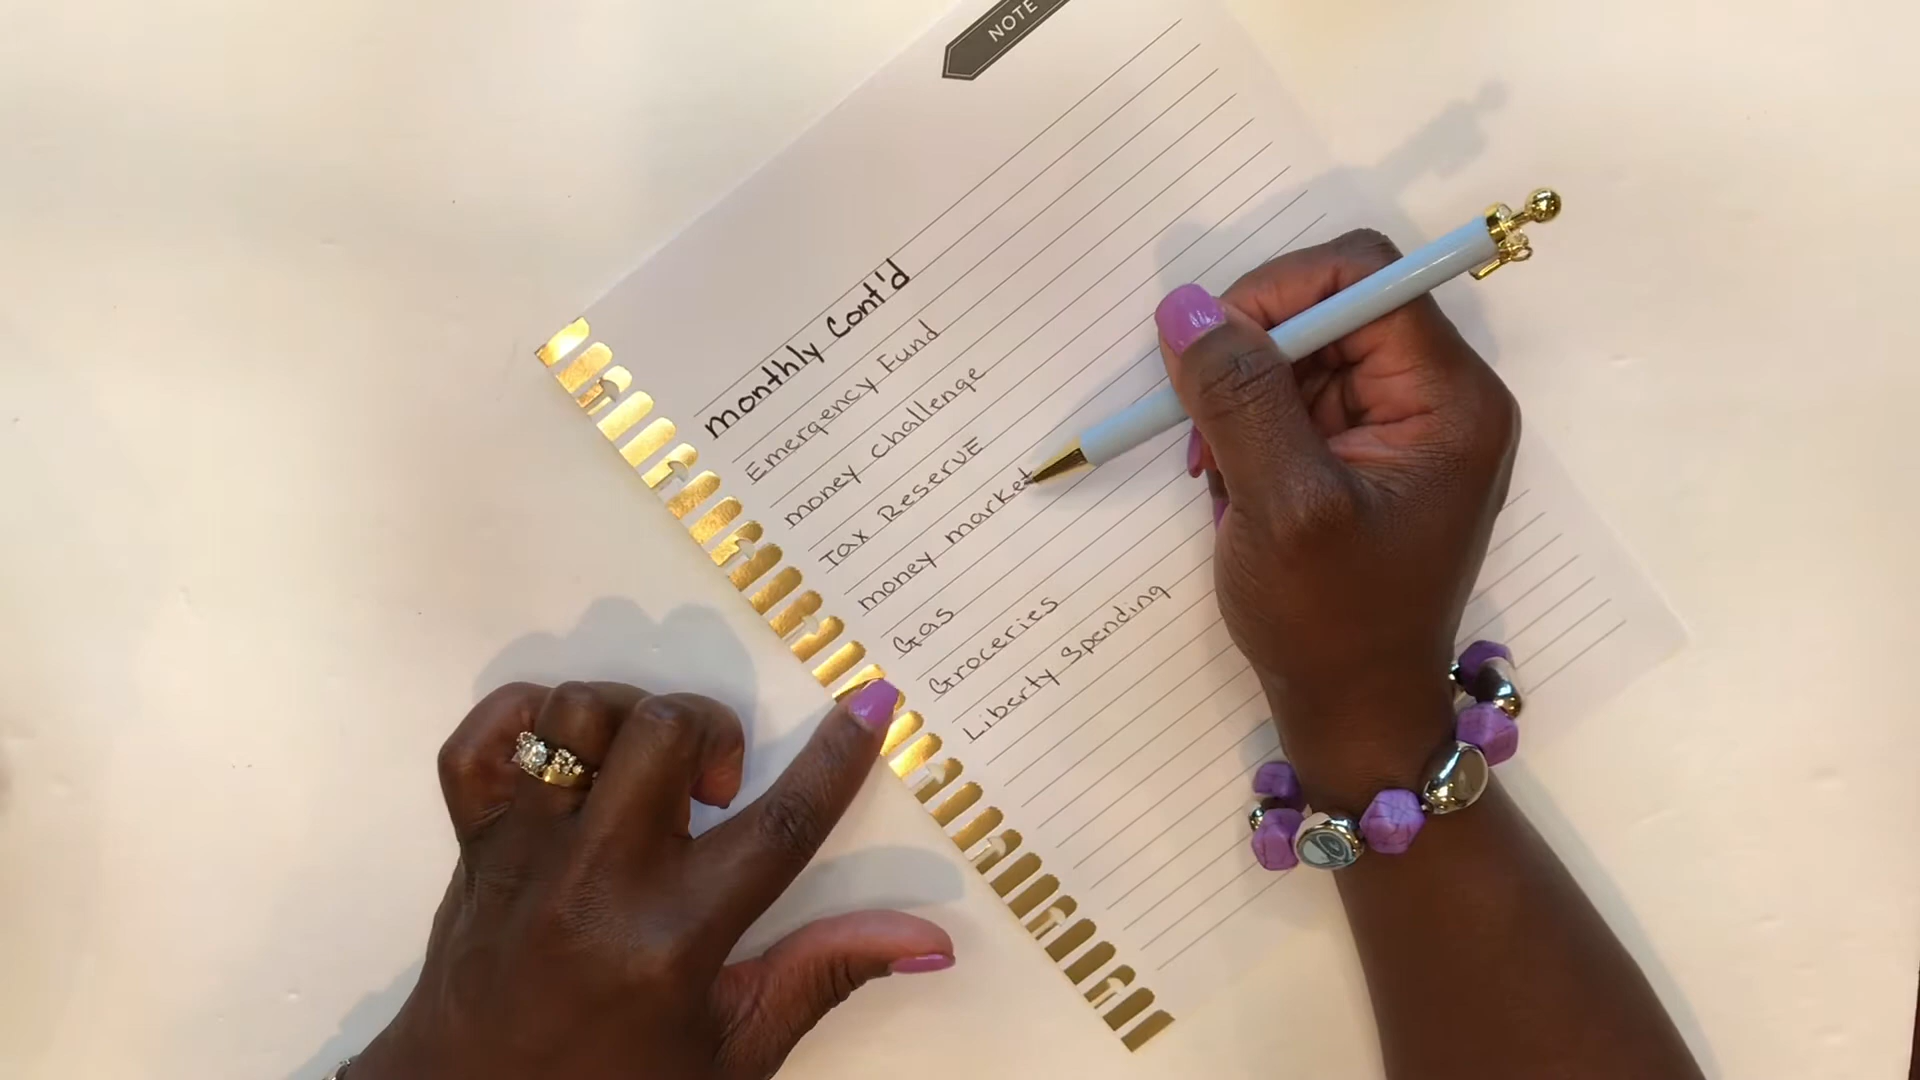 NOTE
monthly Cont'd
Emergency Fund
money challenge
Tax ReservE
money market
Gas
Groceries
Liberty Spending